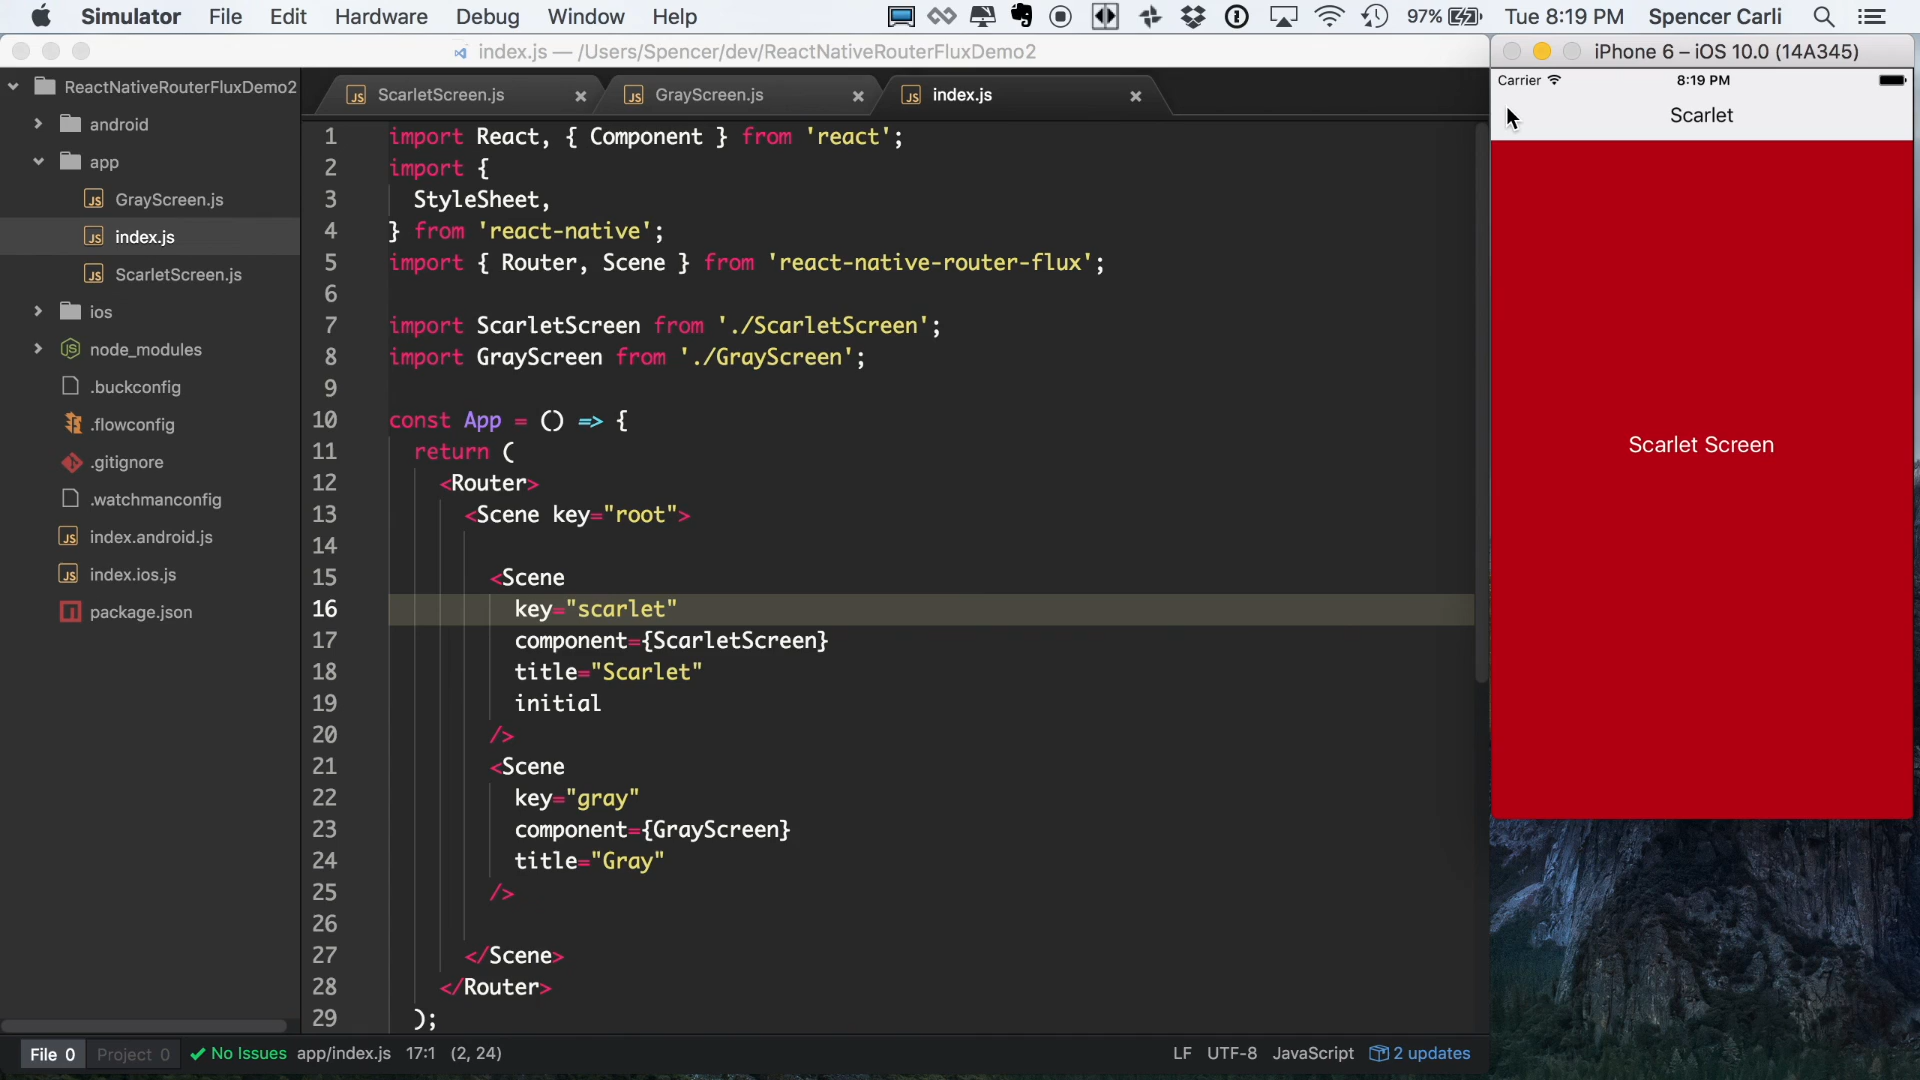 Simulator File Edit Hardware Debug Window Help 97% Tue 8:19 PM Spencer Carli
index.js — /Users/Spencer/dev/ReactNativeRouterFluxDemo2
iPhone 6 – iOS 10.0 (14A345)
ReactNativeRouterFluxDemo2
android
app
GrayScreen.js
index.js
ScarletScreen.js
ios
node_modules
.buckconfig
.flowconfig
.gitignore
.watchmanconfig
index.android.js
index.ios.js
package.json
ScarletScreen.js GrayScreen.js index.js
1 import React, { Component } from 'react';
2 import {
3 StyleSheet,
4 } from 'react-native';
5 import { Router, Scene } from 'react-native-router-flux';
6
7 import ScarletScreen from './ScarletScreen';
8 import GrayScreen from './GrayScreen';
9
10 const App = () => {
11 return (
12 <Router>
13 <Scene key="root">
14
15 <Scene
16 key="scarlet"
17 component={ScarletScreen}
18 title="Scarlet"
19 initial
20 />
21 <Scene
22 key="gray"
23 component={GrayScreen}
24 title="Gray"
25 />
26
27 </Scene>
28 </Router>
29 );
Carrier 8:19 PM
Scarlet
Scarlet Screen
File 0 Project 0 No Issues app/index.js 17:1 (2, 24) LF UTF-8 JavaScript 2 updates